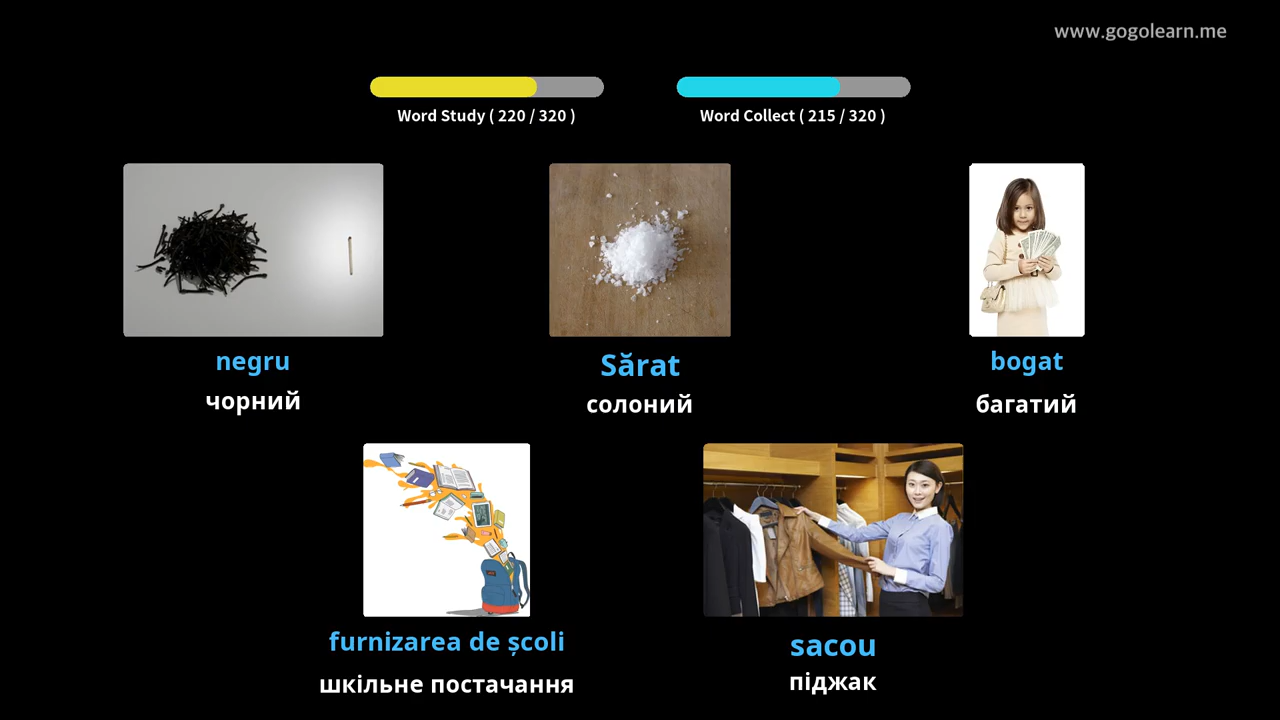 www.gogolearn.me
Word Study ( 220 / 320 )
Word Collect ( 215 / 320 )
negru
Sărat
bogat
чорний
солоний
багатий
furnizarea de școli
sacou
шкільне постачання
піджак